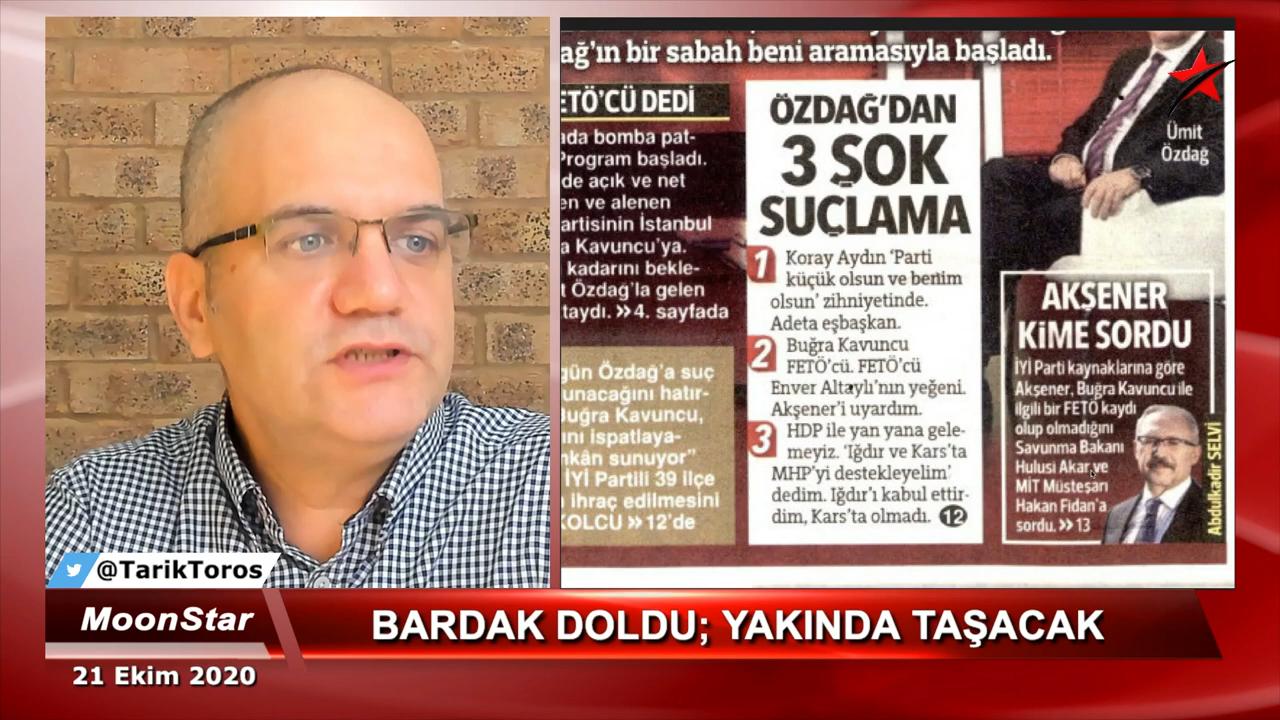 ağ'ın bir sabah beni aramasıyla başladı.
ETÖ'CÜ DEDİ
ada bomba pat-
Program başladı.
de açık ve net
en ve alenen
artisinin İstanbul
a Kavuncu'ya.
kadarını bekle-
t Özdağ'la gelen
taydı. »4. sayfada
gün Özdağ'a suç
unacağını hatır-
Buğra Kavuncu,
ını ispatlaya-
nkân sunuyor"
İYİ Partili 39 ilçe
ihraç edilmesini
KOLCU » 12'de
ÖZDAĞ'DAN
3 ŞOK
SUÇLAMA
1 Koray Aydın 'Parti
küçük olsun ve benim
olsun' zihniyetinde.
Adeta eşbaşkan.
2 Buğra Kavuncu
FETÖ'cü. FETÖ'cü
Enver Altaylı'nın yeğeni.
Akşener'i uyardım.
3 HDP ile yan yana gele-
meyiz. 'Iğdır ve Kars'ta
MHP'yi destekleyelim'
dedim. Iğdır'ı kabul ettir-
dim, Kars'ta olmadı. 12
Ümit
Özdağ
AKŞENER
KİME SORDU
İYİ Parti kaynaklarına göre
Akşener, Buğra Kavuncu ile
ilgili bir FETÖ kaydı
olup olmadığını
Savunma Bakanı
Hulusi Akar ve
MİT Müsteşarı
Hakan Fidan'a
sordu. » 13
Abdulkadir SELVİ
@TarikToros
MoonStar
BARDAK DOLDU; YAKINDA TAŞACAK
21 Ekim 2020